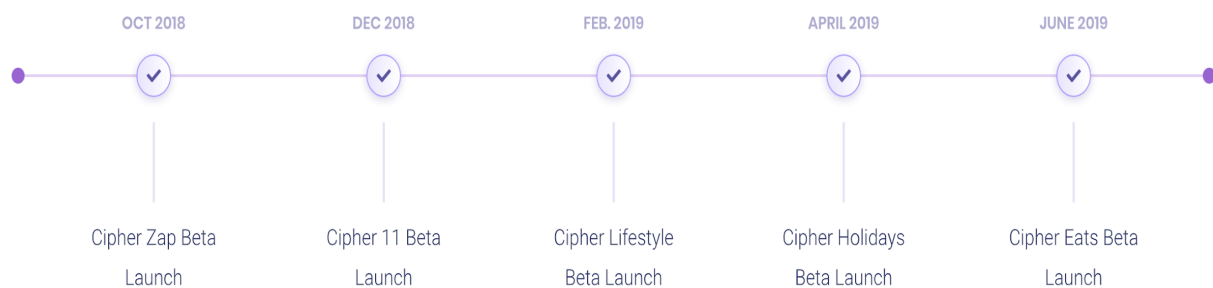 OCT 2018
DEC 2018
FEB. 2019
APRIL 2019
JUNE 2019
Cipher Zap Beta
Launch
Cipher 11 Beta
Launch
Cipher Lifestyle
Beta Launch
Cipher Holidays
Beta Launch
Cipher Eats Beta
Launch